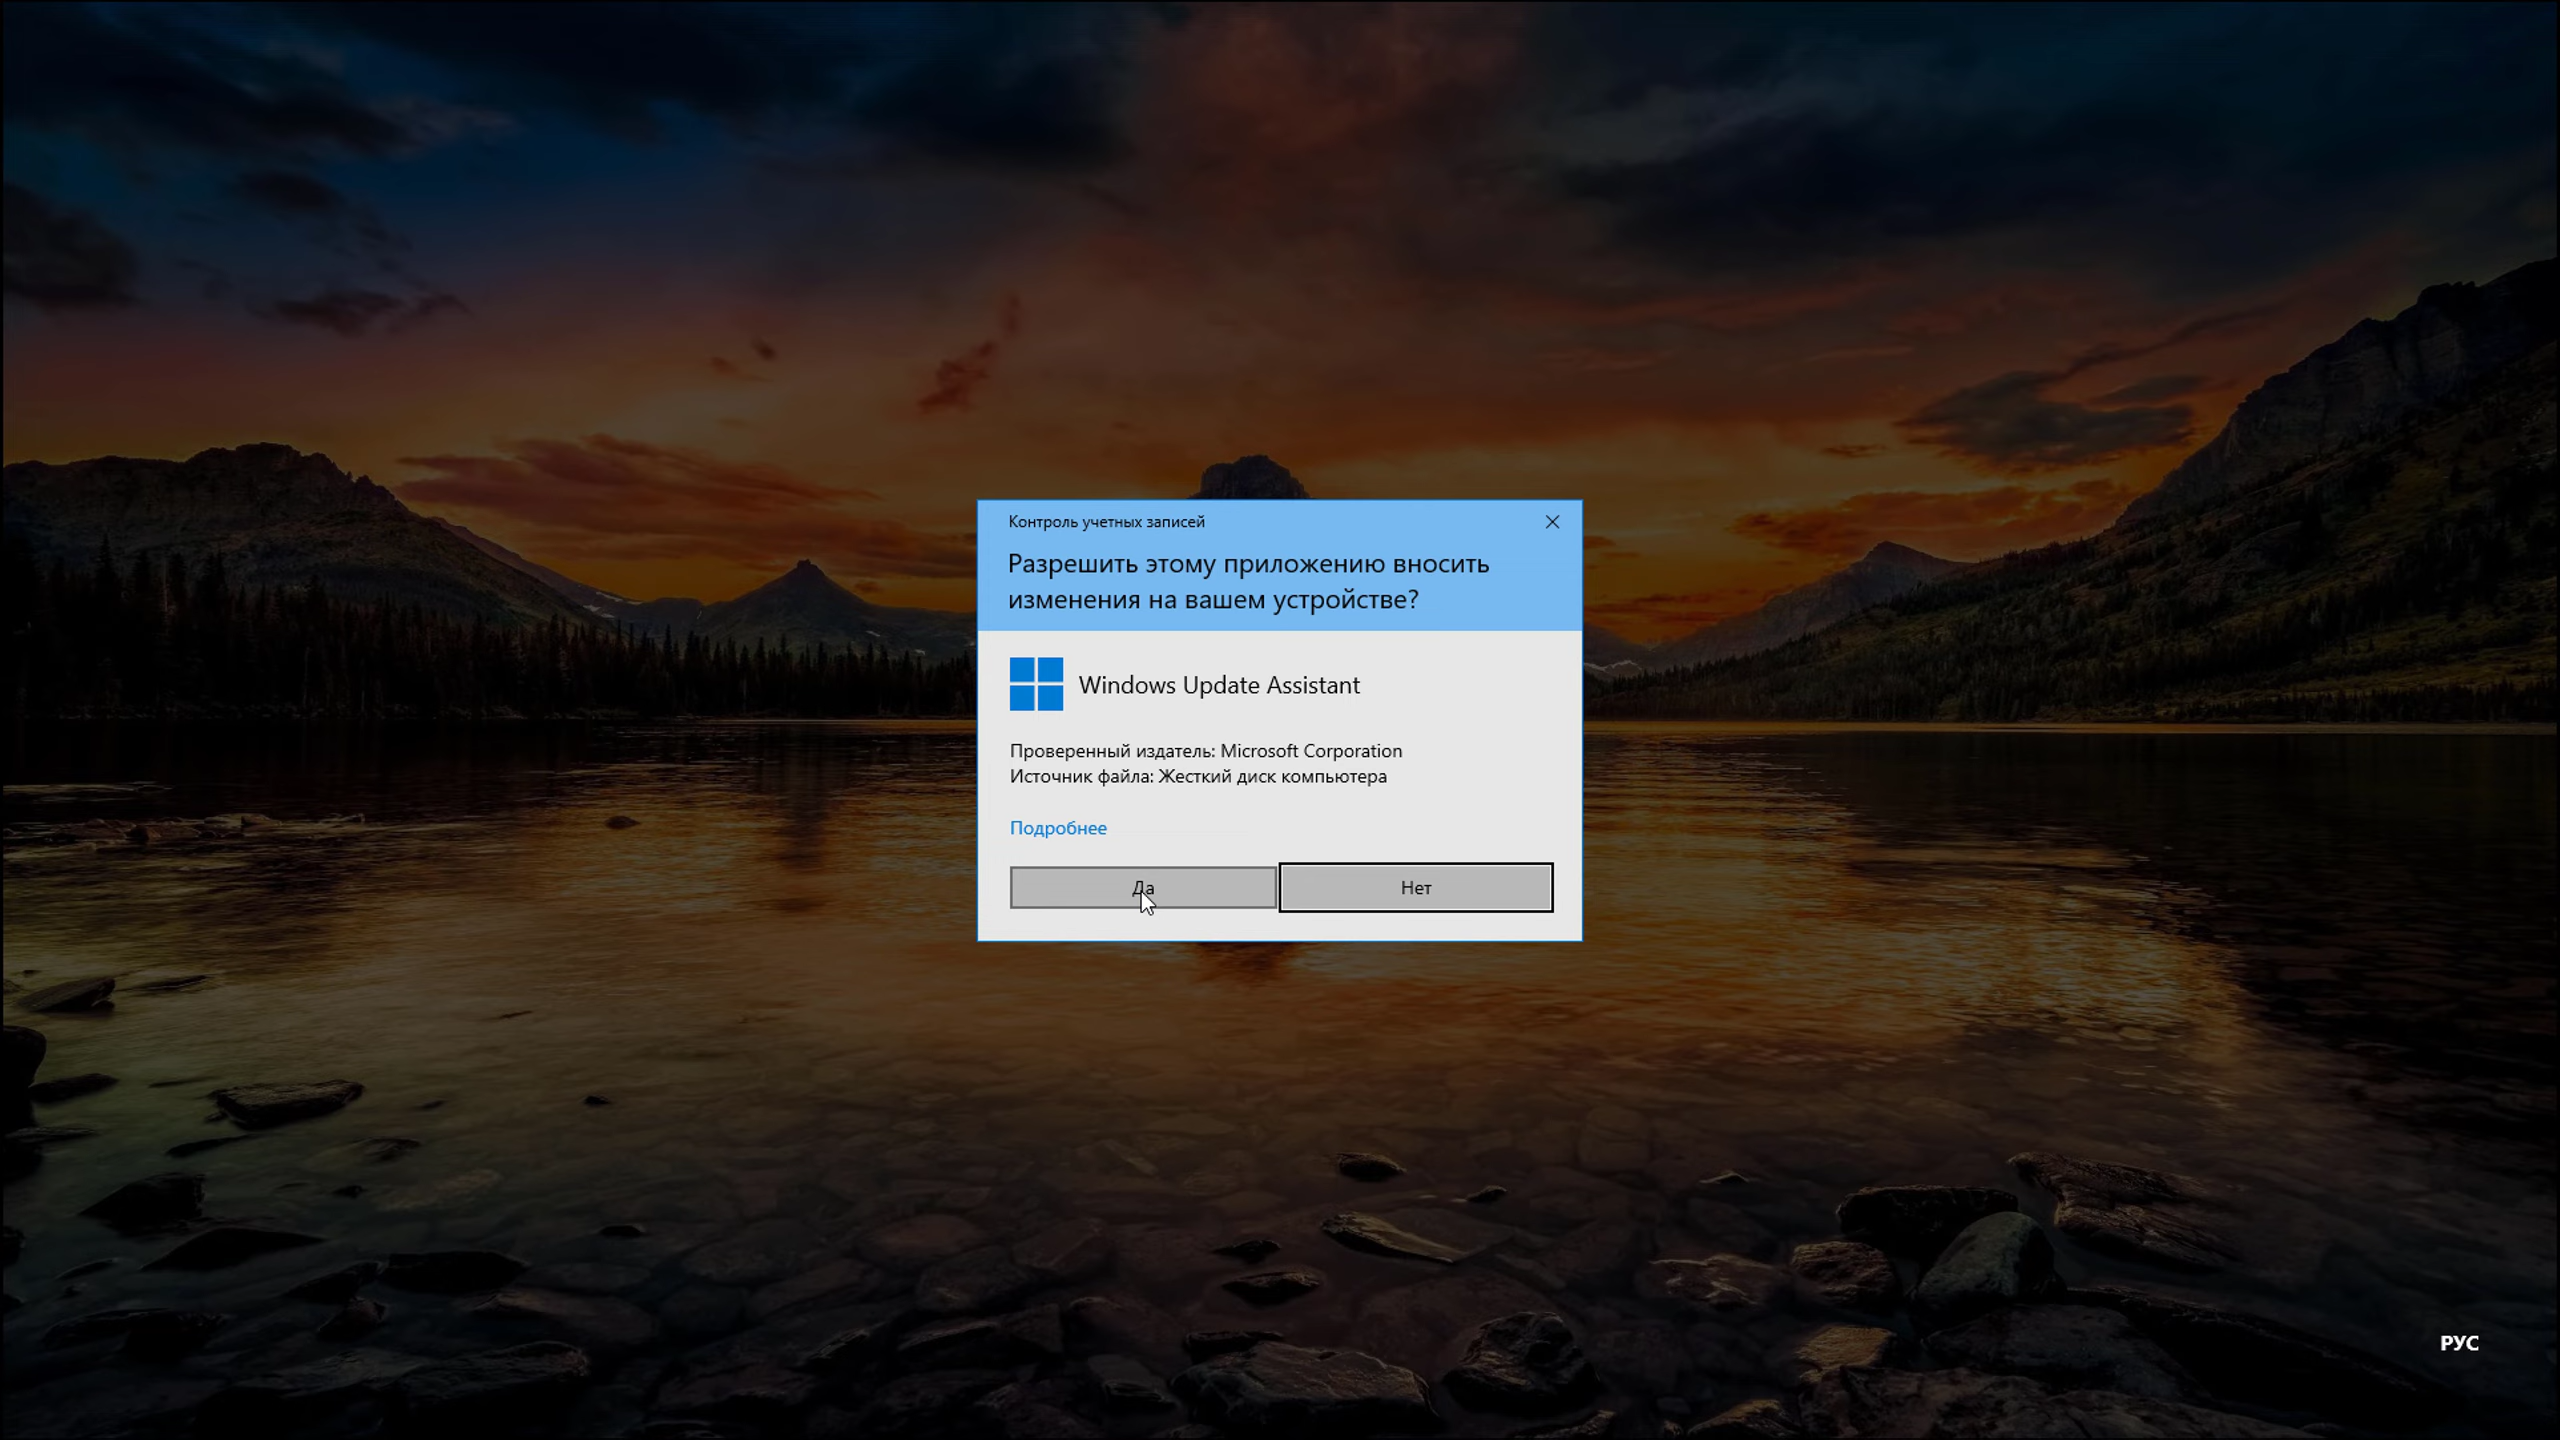 Контроль учетных записей
Разрешить этому приложению вносить
изменения на вашем устройстве?
Windows Update Assistant
Проверенный издатель: Microsoft Corporation
Источник файла: Жесткий диск компьютера
Подробнее
Да
Нет
РУС